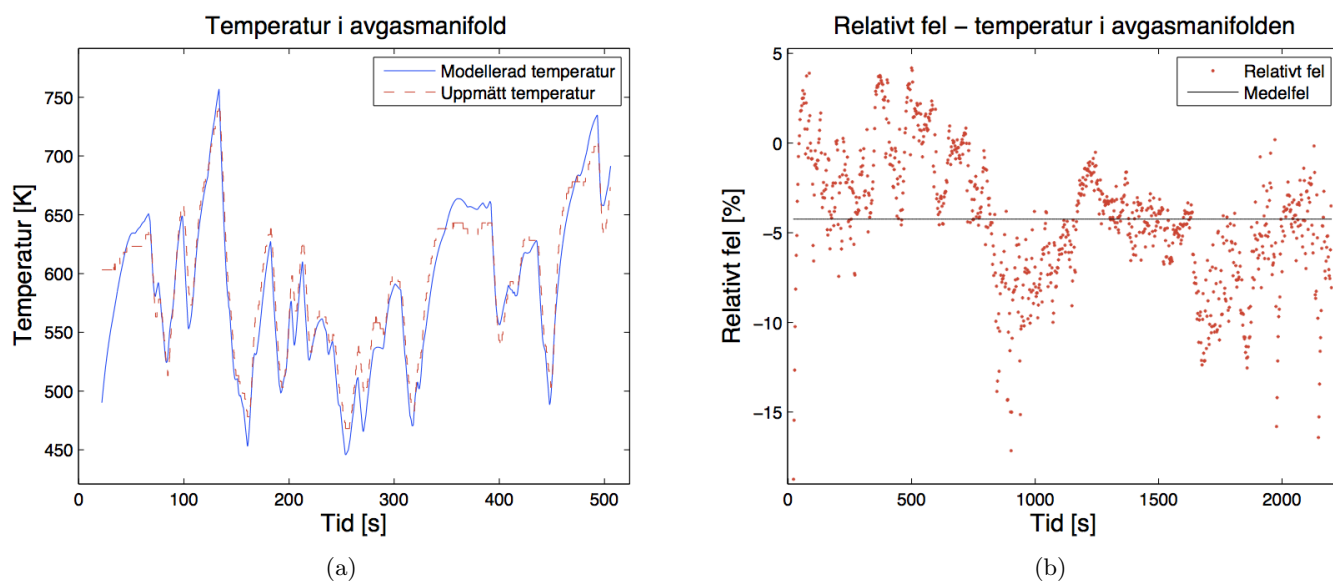 Temperatur i avgasmanifold
Modellerad temperatur
Uppmätt temperatur
Temperatur [K]
750
700
650
600
550
500
450
0
100
200
300
400
500
Tid [s]
(a)
Relativt fel − temperatur i avgasmanifolden
Relativt fel
Medelfel
Relativt fel [%]
5
0
−5
−10
−15
0
500
1000
1500
2000
Tid [s]
(b)